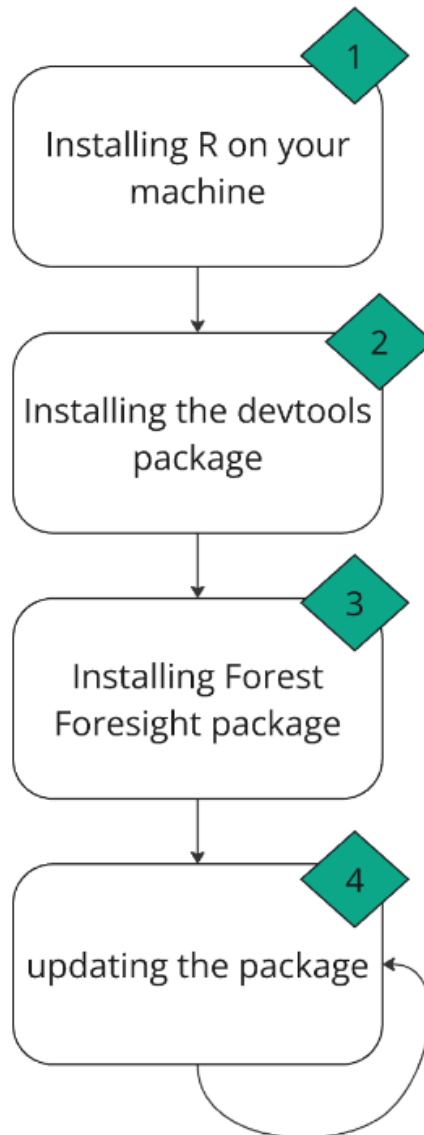 1
Installing R on your
machine
2
Installing the devtools
package
3
Installing Forest
Foresight package
4
updating the package